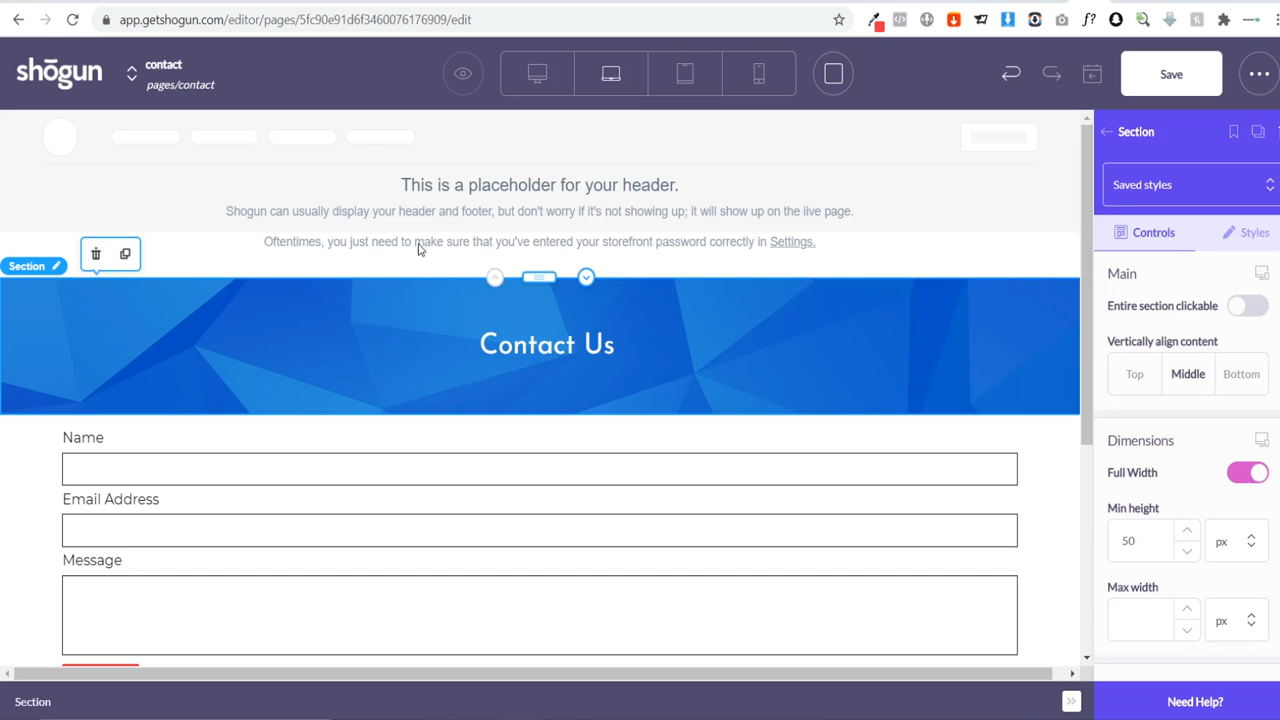 app.getshogun.com/editor/pages/5fc90e91d6f3460076176909/edit
f?
shōgun
contact
pages/contact
Save
This is a placeholder for your header.
Shogun can usually display your header and footer, but don't worry if it's not showing up; it will show up on the live page.
Oftentimes, you just need to make sure that you've entered your storefront password correctly in Settings.
Section
Contact Us
Name
Email Address
Message
Section
Section
Saved styles
Controls
Styles
Main
Entire section clickable
Vertically align content
Top
Middle
Bottom
Dimensions
Full Width
Min height
50
px
Max width
px
Need Help?